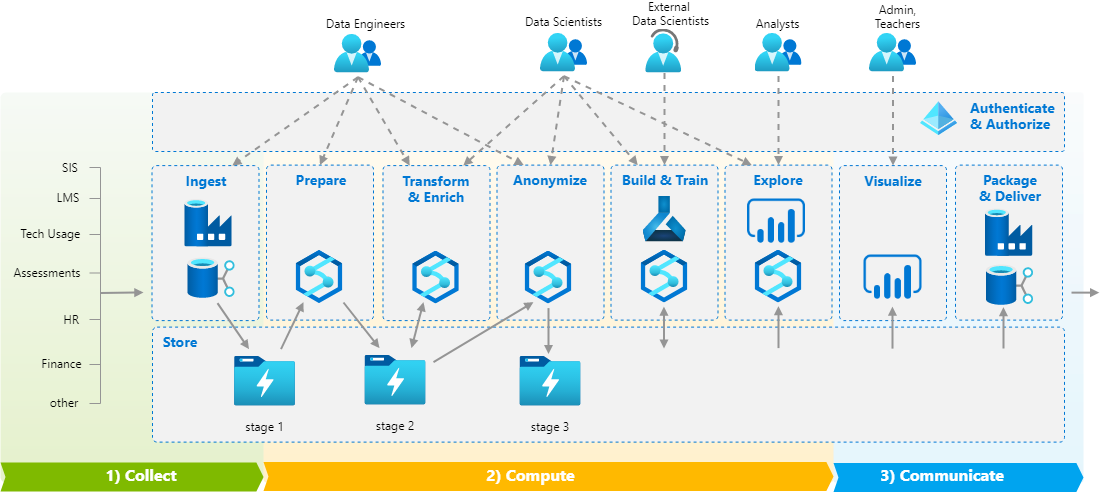 Data Engineers
Data Scientists
External
Data Scientists
Analysts
Admin,
Teachers
Authenticate
& Authorize
SIS
LMS
Tech Usage
Assessments
HR
Finance
other
Ingest
Prepare
Transform
& Enrich
Anonymize
Build & Train
Explore
Visualize
Package
& Deliver
Store
stage 1
stage 2
stage 3
1) Collect
2) Compute
3) Communicate